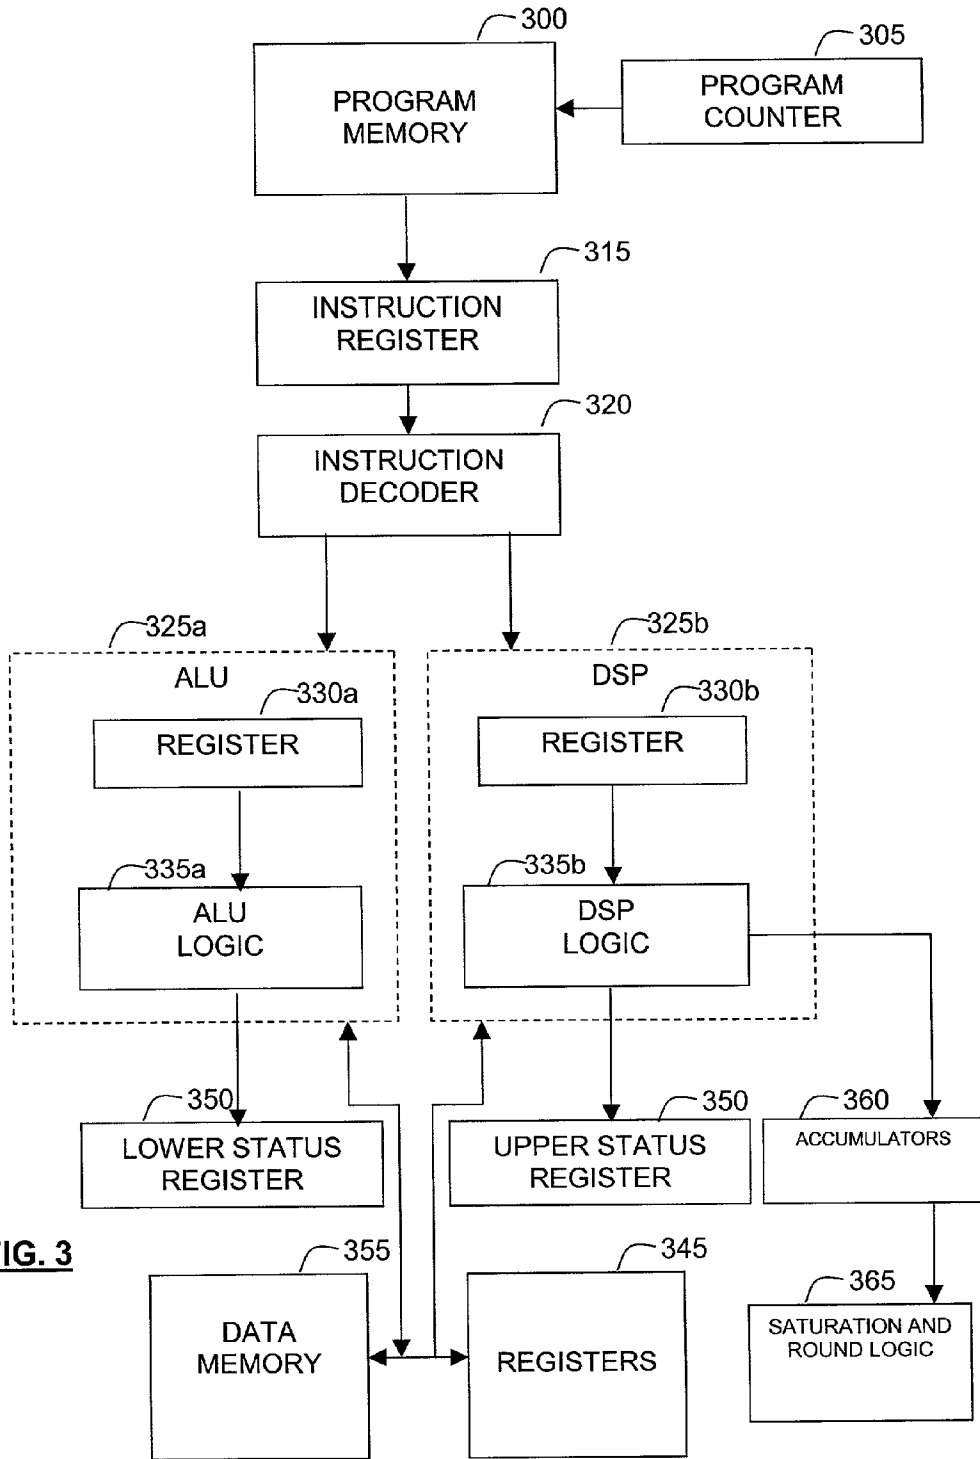 300
305
PROGRAM
MEMORY
PROGRAM
COUNTER
315
INSTRUCTION
REGISTER
320
INSTRUCTION
DECODER
325a
325b
ALU
DSP
330a
330b
REGISTER
REGISTER
335a
335b
ALU
LOGIC
DSP
LOGIC
350
350
360
LOWER STATUS
REGISTER
UPPER STATUS
REGISTER
ACCUMULATORS
FIG. 3
355
345
365
DATA
MEMORY
REGISTERS
SATURATION AND
ROUND LOGIC